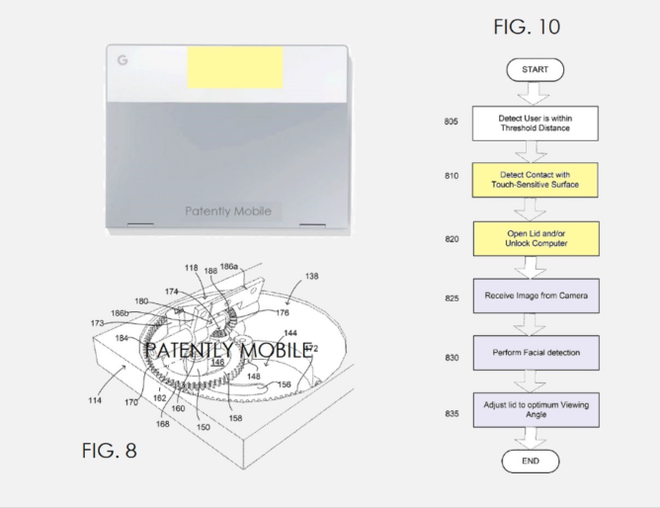 FIG. 10
G
START
805
Detect User is within
Threshold Distance
810
Detect Contact with
Touch-Sensitive Surface
820
Open Lid and/or
Unlock Computer
825
Receive Image from Camera
830
Perform Facial detection
835
Adjust lid to optimum Viewing
Angle
END
Patently Mobile
186a
188
118
138
174
180
186b
176
173
144
184
PATENTLY MOBILE
172
146
148
156
114
170
162
160
158
168
150
FIG. 8